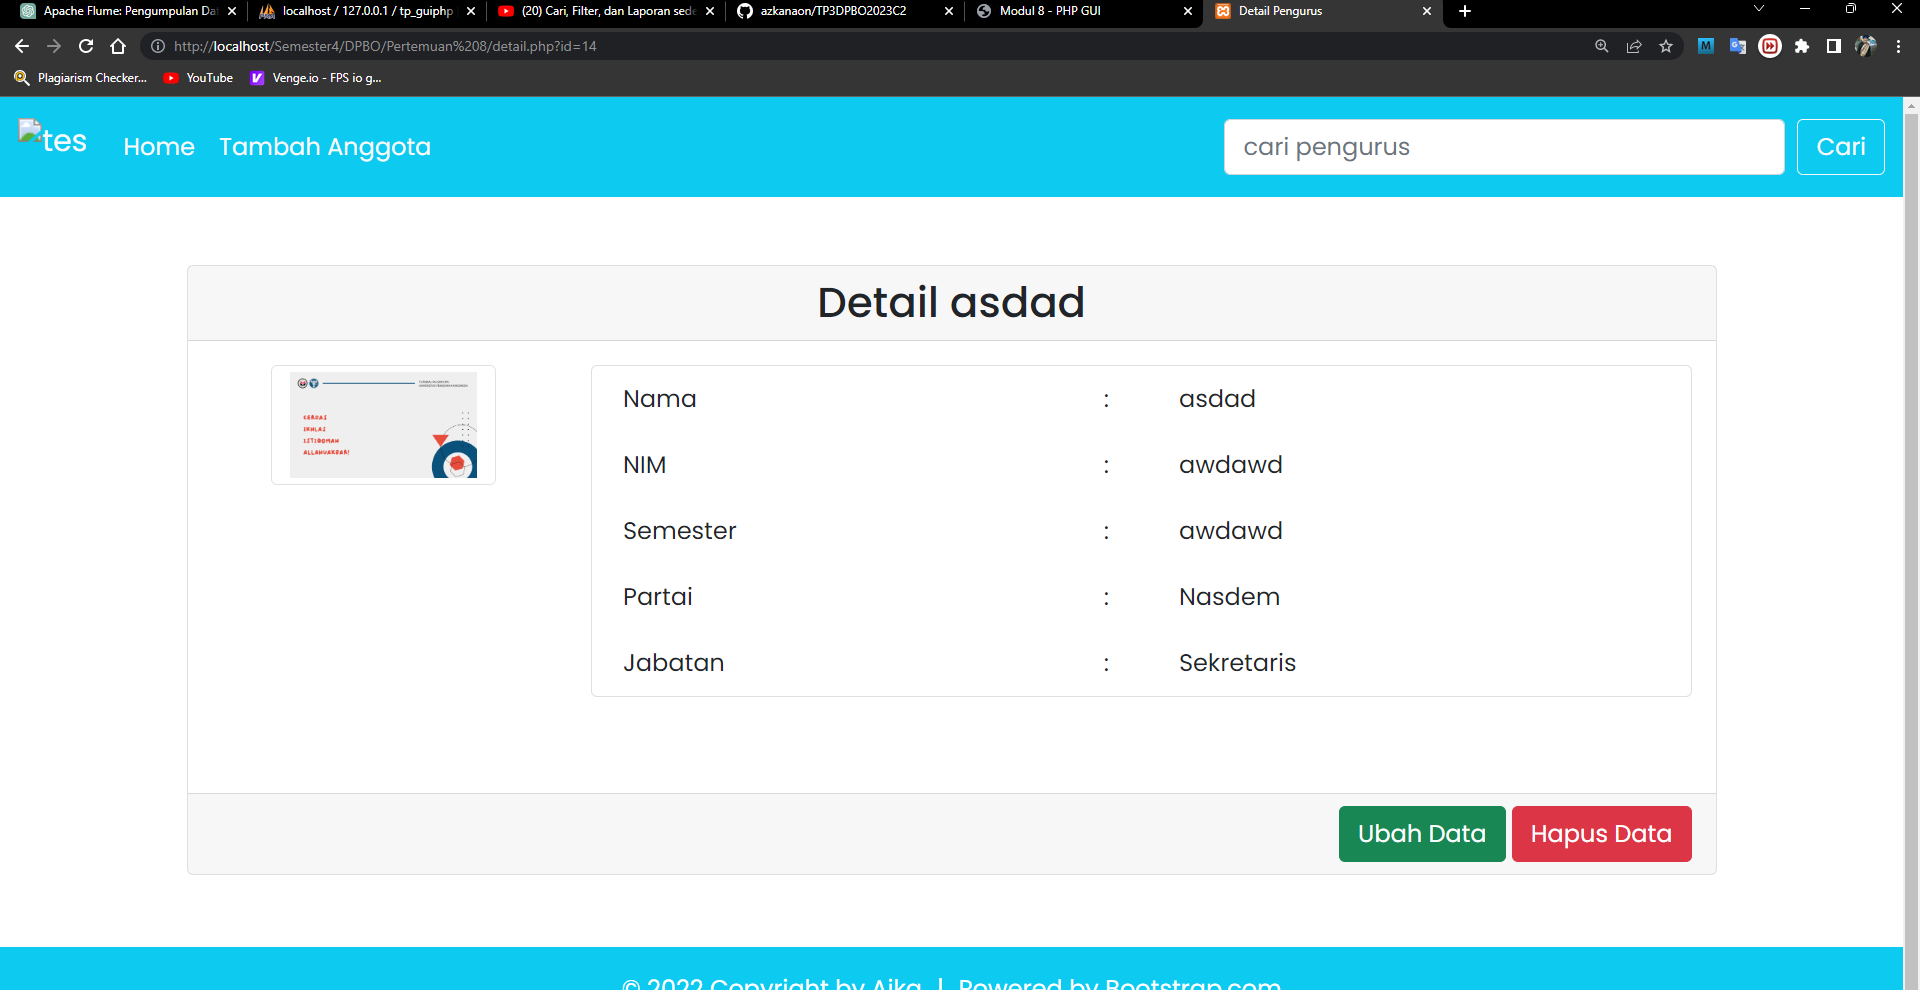 Apache Flume: Pengumpulan Da
localhost / 127.0.0.1 / tp_guiphp
(20) Cari, Filter, dan Laporan sede
azkanaon/TP3DPBO2023C2
Modul 8 - PHP GUI
Detail Pengurus
http://localhost/Semester4/DPBO/Pertemuan%208/detail.php?id=14
Plagiarism Checker...
YouTube
Venge.io - FPS io g...
tes
Home
Tambah Anggota
cari pengurus
Cari
Detail asdad
CERDAS
IKHLAS
ISTIQOMAH
ALLAHUAKBAR!
Nama : asdad
NIM : awdawd
Semester : awdawd
Partai : Nasdem
Jabatan : Sekretaris
Ubah Data
Hapus Data
© 2022 Copyright by Aika | Powered by Bootstrap.com